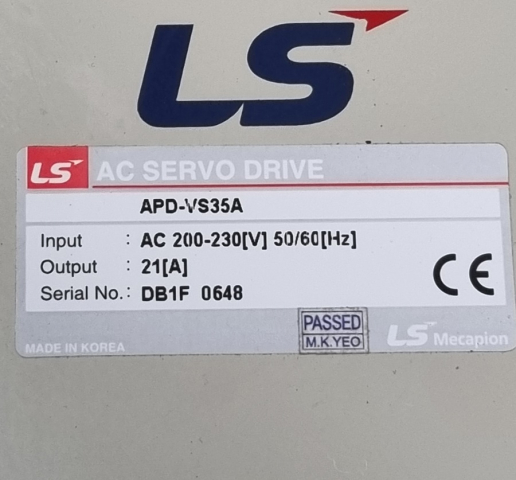 LS
LS AC SERVO DRIVE
APD-VS35A
Input : AC 200-230[V] 50/60[Hz]
Output : 21[A]
Serial No. : DB1F 0648
CE
PASSED
M.K.YEO
MADE IN KOREA
LS Mecapion